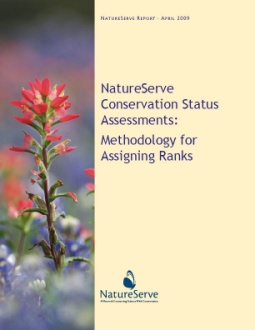 NatureServe Report - April 2009
NatureServe
Conservation Status
Assessments:
Methodology for
Assigning Ranks
NatureServe